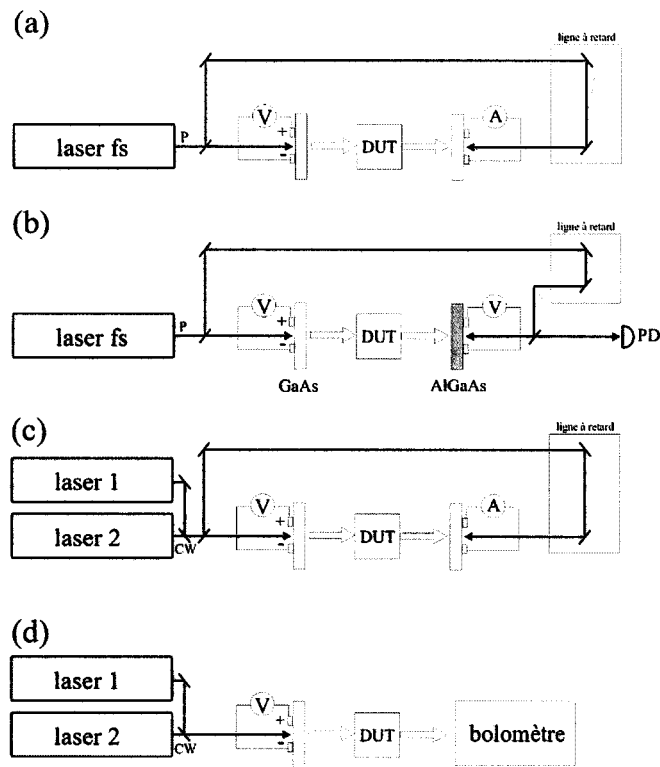 (a)
ligne à retard
V
A
+
-
laser fs
P
DUT
(b)
ligne à retard
V
V
+
-
laser fs
P
DUT
PD
GaAs
AlGaAs
(c)
ligne à retard
laser 1
V
A
+
-
laser 2
CW
DUT
(d)
laser 1
V
+
-
laser 2
CW
DUT
bolomètre